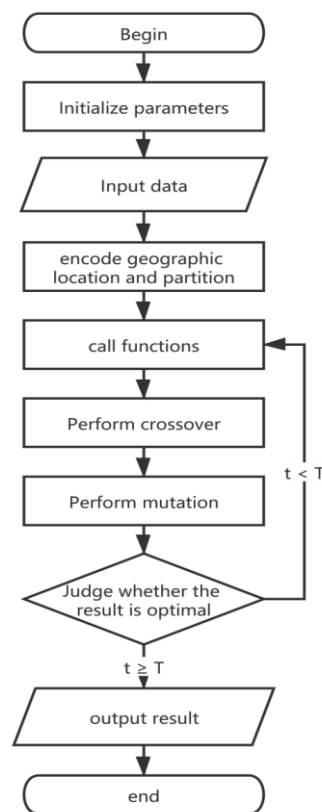 Begin
Initialize parameters
Input data
encode geographic
location and partition
call functions
Perform crossover
t < T
Perform mutation
Judge whether the
result is optimal
t ≥ T
output result
end